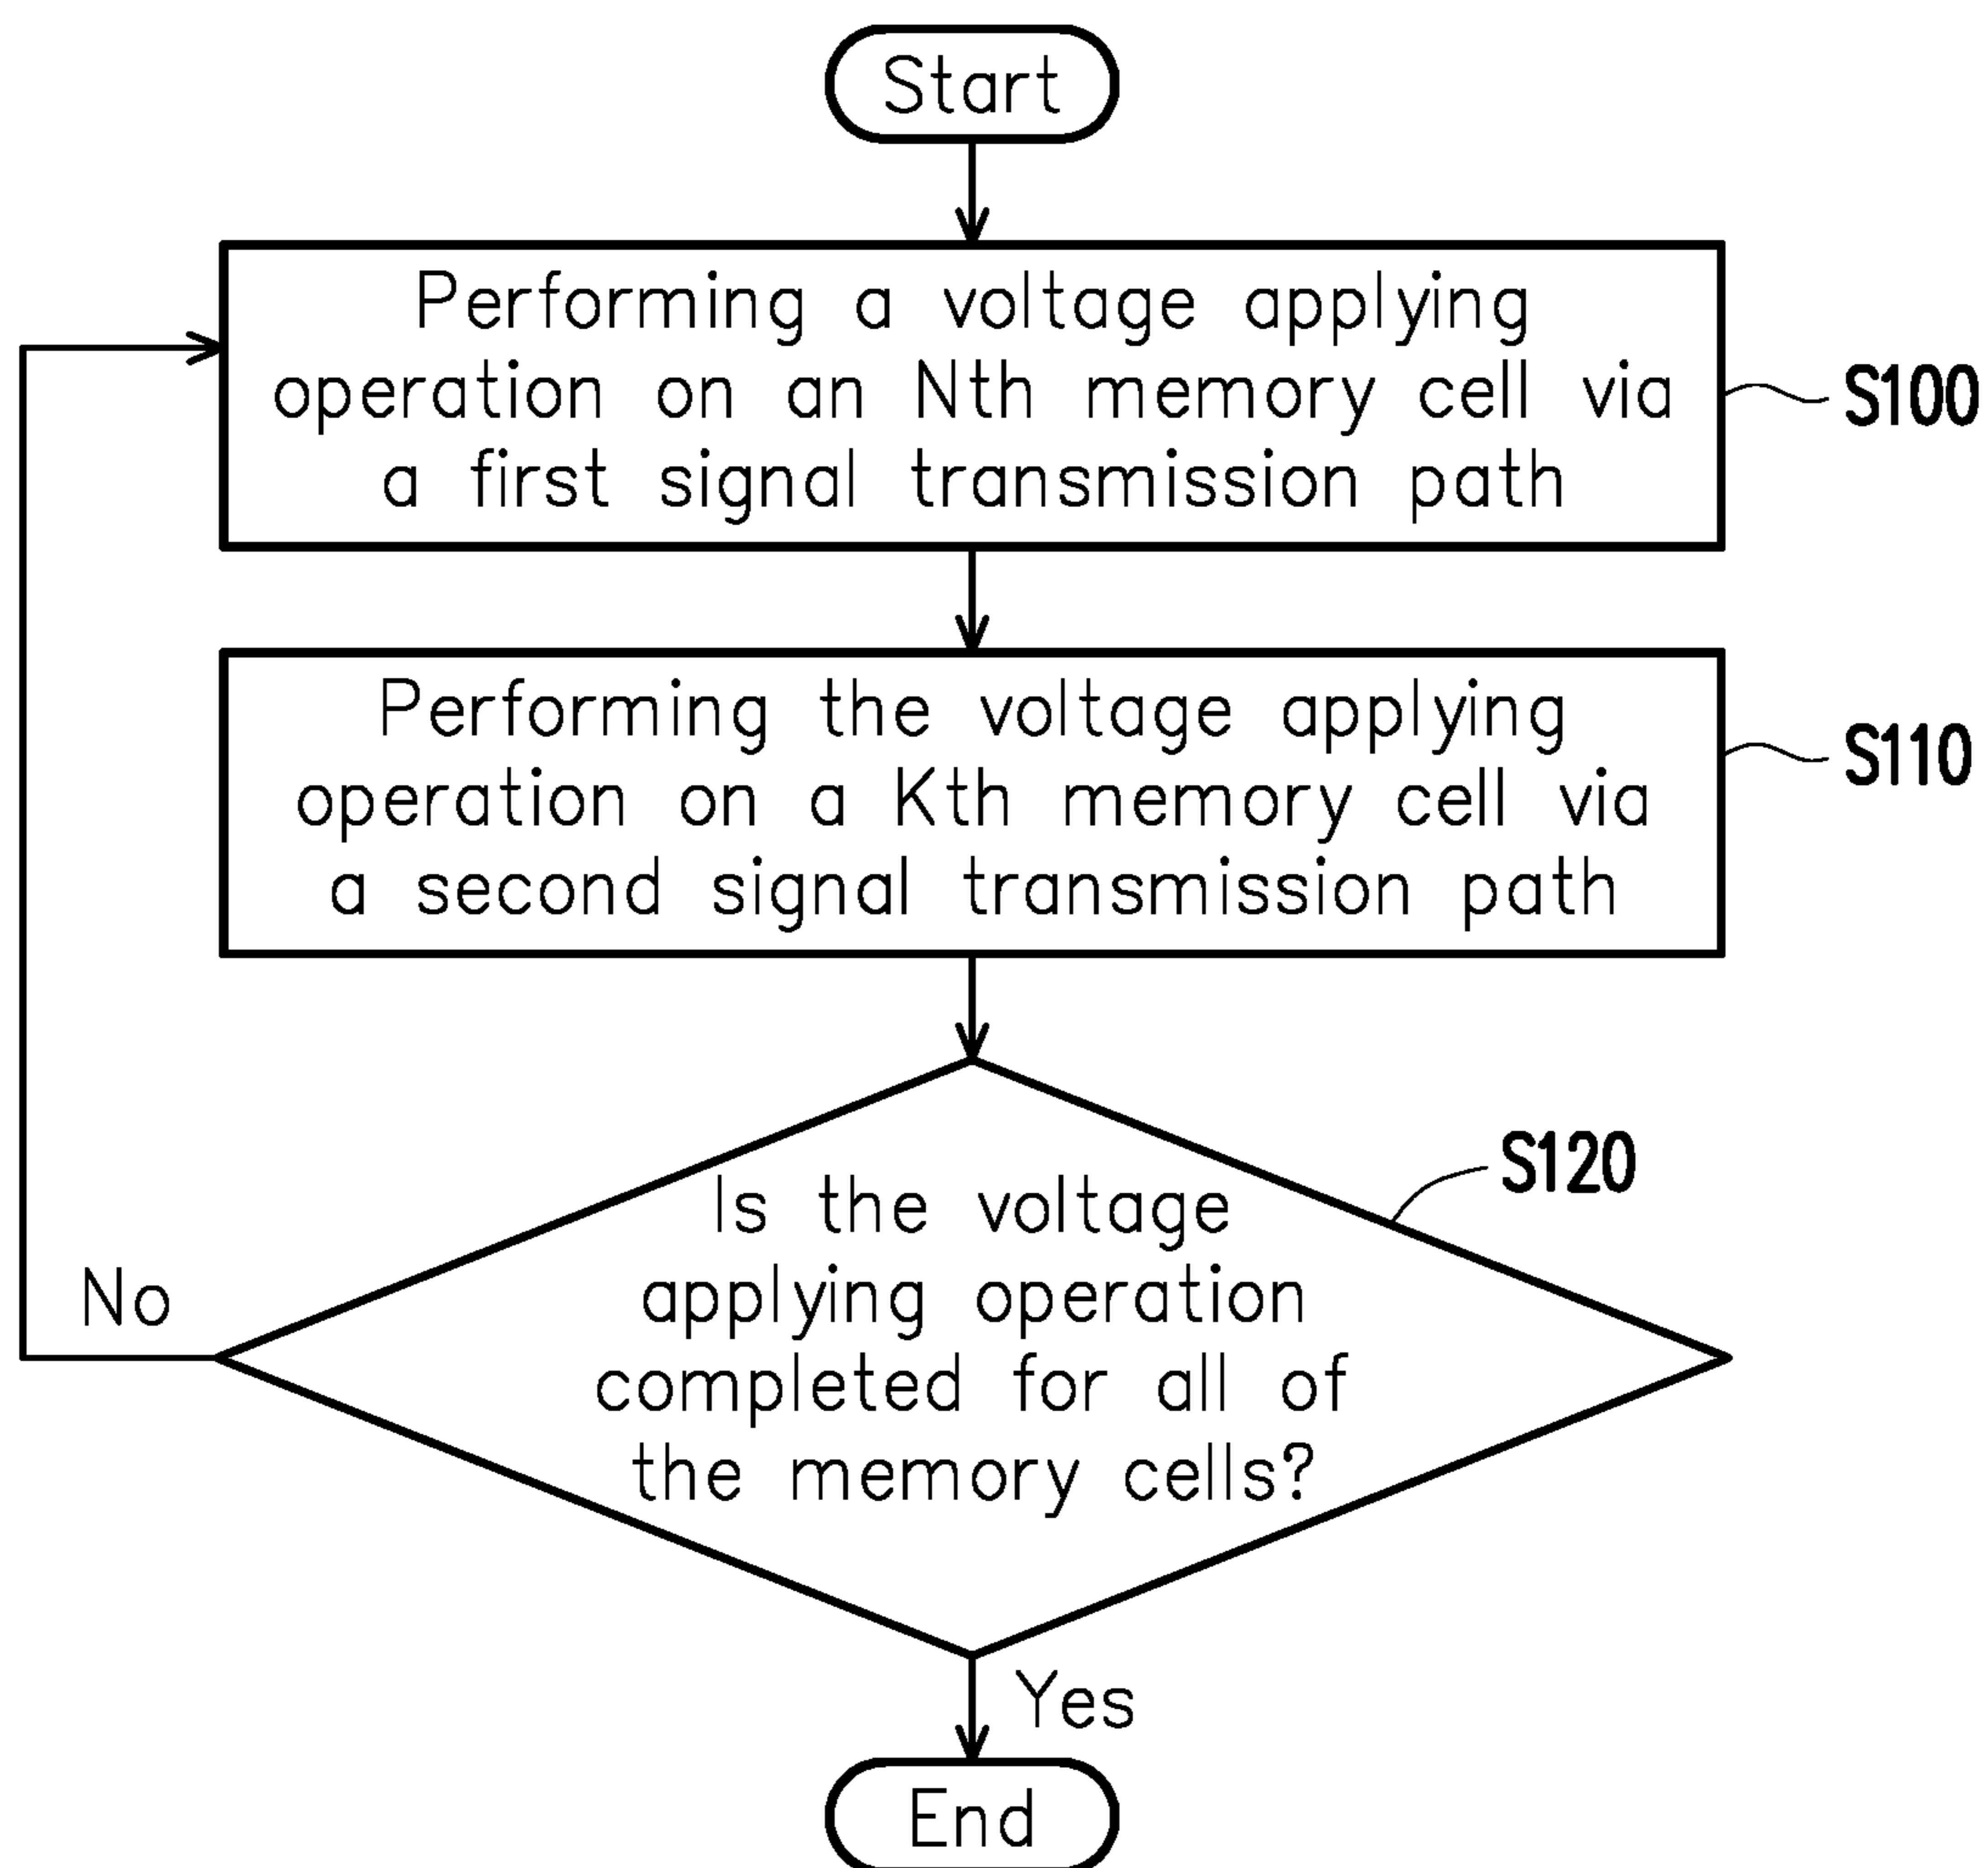 Start
Performing a voltage applying
operation on an Nth memory cell via
a first signal transmission path
S100
Performing the voltage applying
operation on a Kth memory cell via
a second signal transmission path
S110
S120
Is the voltage
applying operation
completed for all of
the memory cells?
No
Yes
End